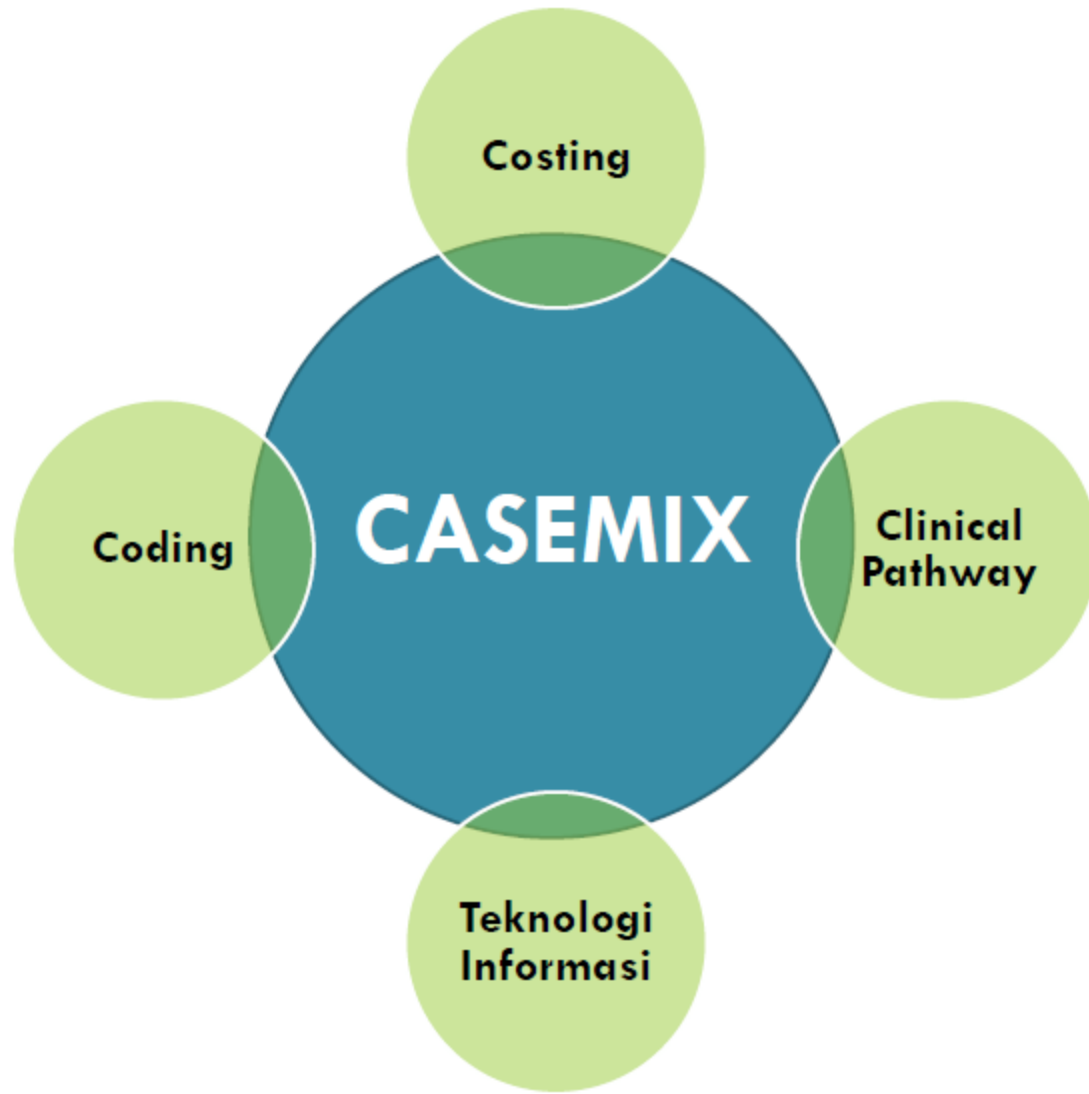 Costing
Coding
CASEMIX
Clinical
Pathway
Teknologi
Informasi